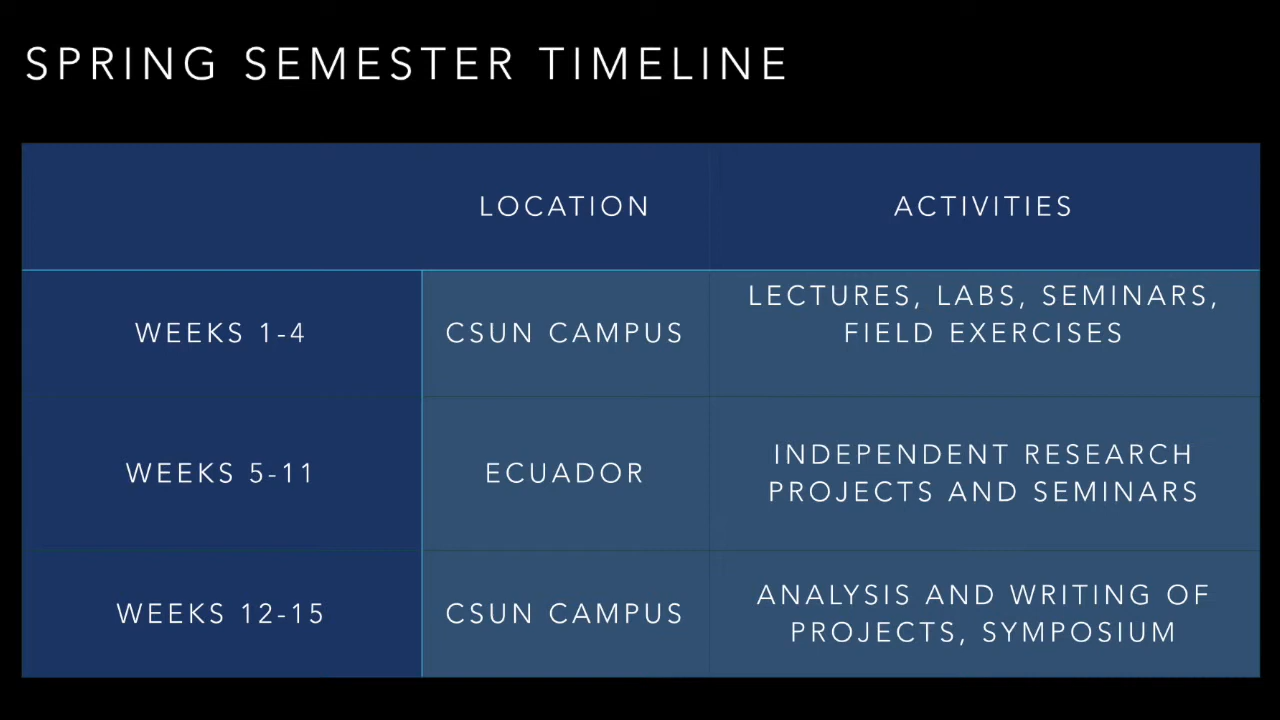 SPRING SEMESTER TIMELINE
LOCATION
ACTIVITIES
WEEKS 1-4
CSUN CAMPUS
LECTURES, LABS, SEMINARS,
FIELD EXERCISES
WEEKS 5-11
ECUADOR
INDEPENDENT RESEARCH
PROJECTS AND SEMINARS
WEEKS 12-15
CSUN CAMPUS
ANALYSIS AND WRITING OF
PROJECTS, SYMPOSIUM